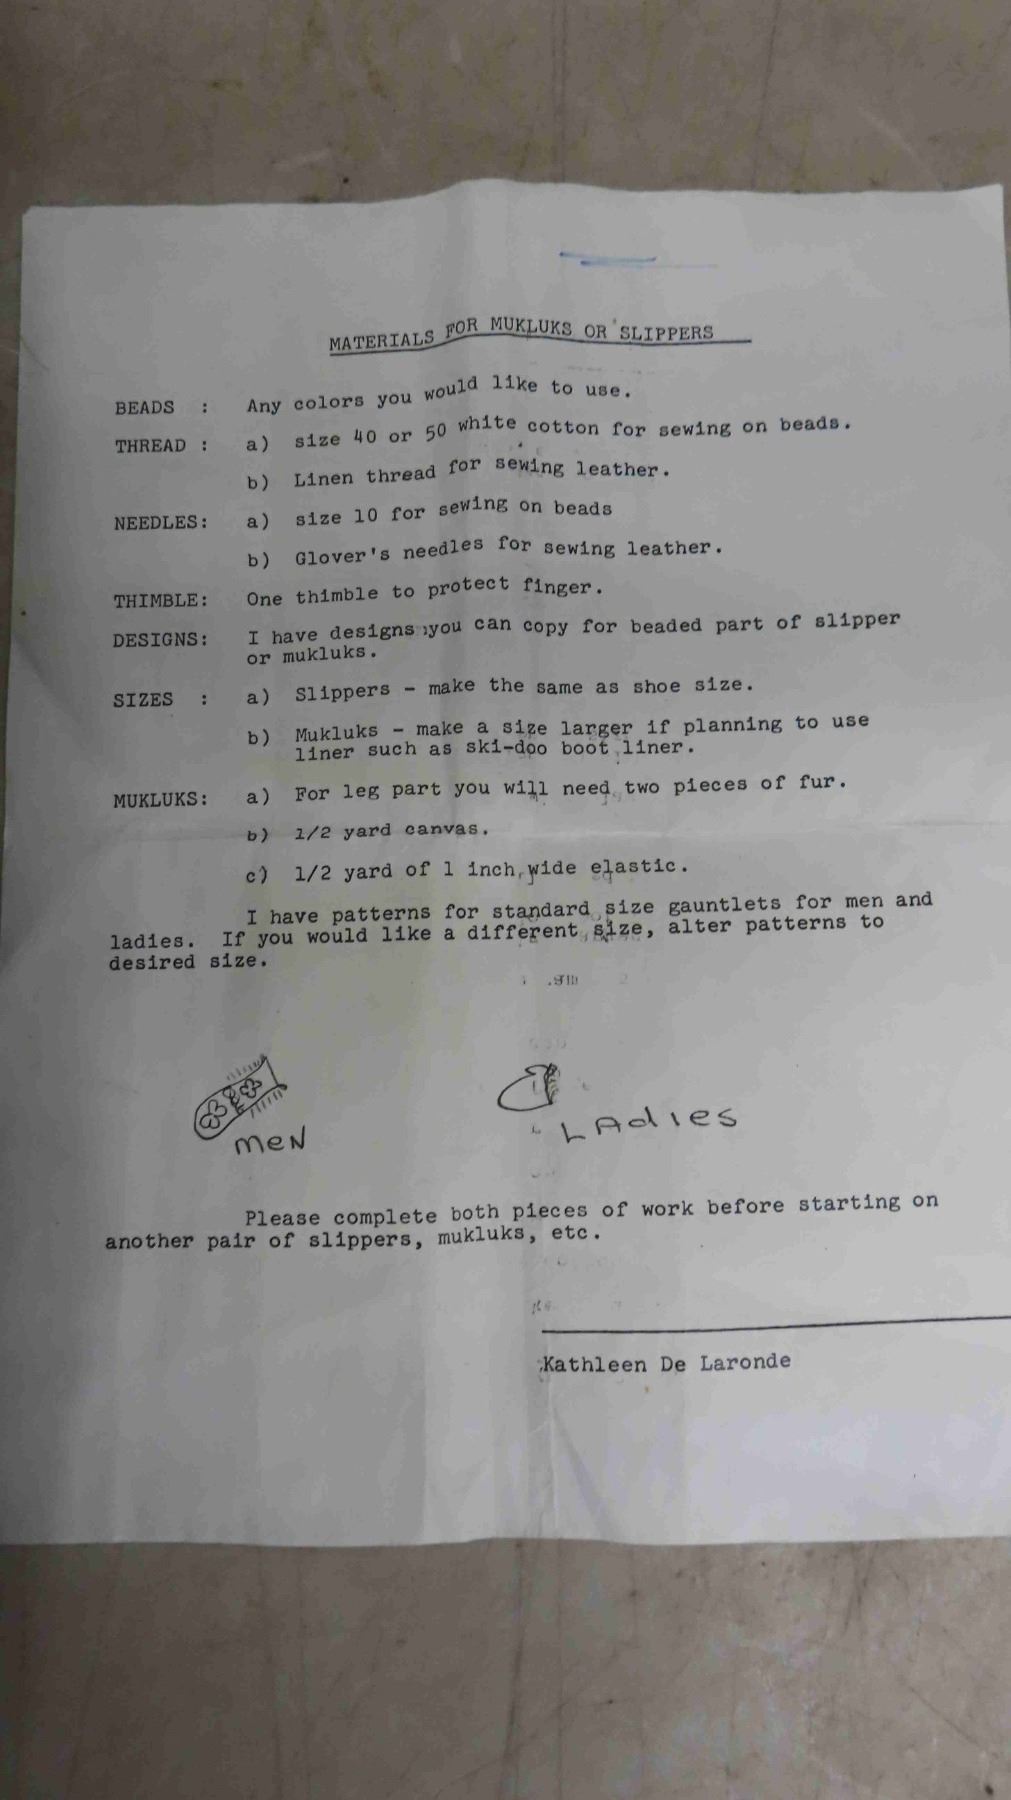 MATERIALS FOR MUKLUKS OR SLIPPERS
BEADS : Any colors you would like to use.
THREAD : a) size 40 or 50 white cotton for sewing on beads.
b) Linen thread for sewing leather.
NEEDLES: a) size 10 for sewing on beads
b) Glover's needles for sewing leather.
THIMBLE: One thimble to protect finger.
DESIGNS: I have designs you can copy for beaded part of slipper
or mukluks.
SIZES : a) Slippers - make the same as shoe size.
b) Mukluks - make a size larger if planning to use
liner such as ski-doo boot liner.
MUKLUKS: a) For leg part you will need two pieces of fur.
b) 1/2 yard canvas.
c) 1/2 yard of 1 inch wide elastic.
I have patterns for standard size gauntlets for men and
ladies. If you would like a different size, alter patterns to
desired size.
MeN
LAdies
Please complete both pieces of work before starting on
another pair of slippers, mukluks, etc.
Kathleen De Laronde